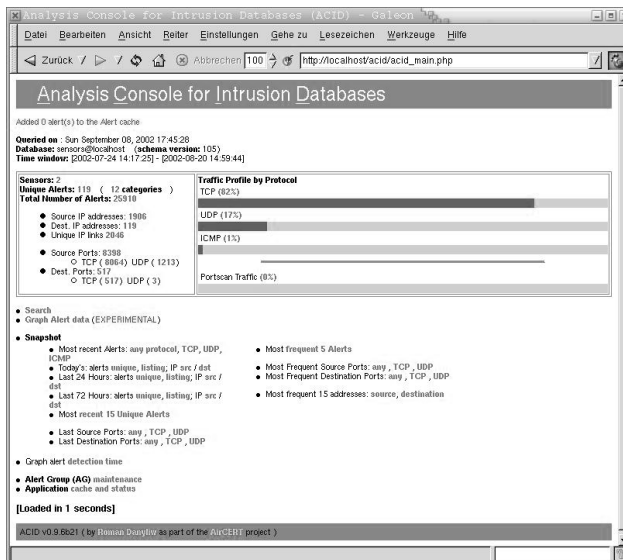 Analysis Console for Intrusion Databases (ACID) - Galeon
Datei Bearbeiten Ansicht Reiter Einstellungen Gehe zu Lesezeichen Werkzeuge Hilfe
Zurück / / Abbrechen 100 http://localhost/acid/acid_main.php
Analysis Console for Intrusion Databases
Added 0 alert(s) to the Alert cache
Queried on : Sun September 08, 2002 17:45:28
Database: sensors@localhost (schema version: 105)
Time window: [2002-07-24 14:17:25] - [2002-08-20 14:59:44]
Sensors: 2
Unique Alerts: 119 ( 12 categories )
Total Number of Alerts: 25910
Source IP addresses: 1906
Dest. IP addresses: 119
Unique IP links 2046
Source Ports: 8398
TCP ( 8064) UDP ( 1213)
Dest. Ports: 517
TCP ( 517) UDP ( 3)
Traffic Profile by Protocol
TCP (82%)
UDP (17%)
ICMP (1%)
Portscan Traffic (0%)
Search
Graph Alert data (EXPERIMENTAL)
Snapshot
Most recent Alerts: any protocol, TCP, UDP,
ICMP
Today's: alerts unique, listing; IP src / dst
Last 24 Hours: alerts unique, listing; IP src /
dst
Last 72 Hours: alerts unique, listing; IP src /
dst
Most recent 15 Unique Alerts
Last Source Ports: any , TCP , UDP
Last Destination Ports: any , TCP , UDP
Most frequent 5 Alerts
Most Frequent Source Ports: any , TCP , UDP
Most Frequent Destination Ports: any , TCP , UDP
Most frequent 15 addresses: source, destination
Graph alert detection time
Alert Group (AG) maintenance
Application cache and status
[Loaded in 1 seconds]
ACID v0.9.6b21 ( by Roman Danyliw as part of the AirCERT project )